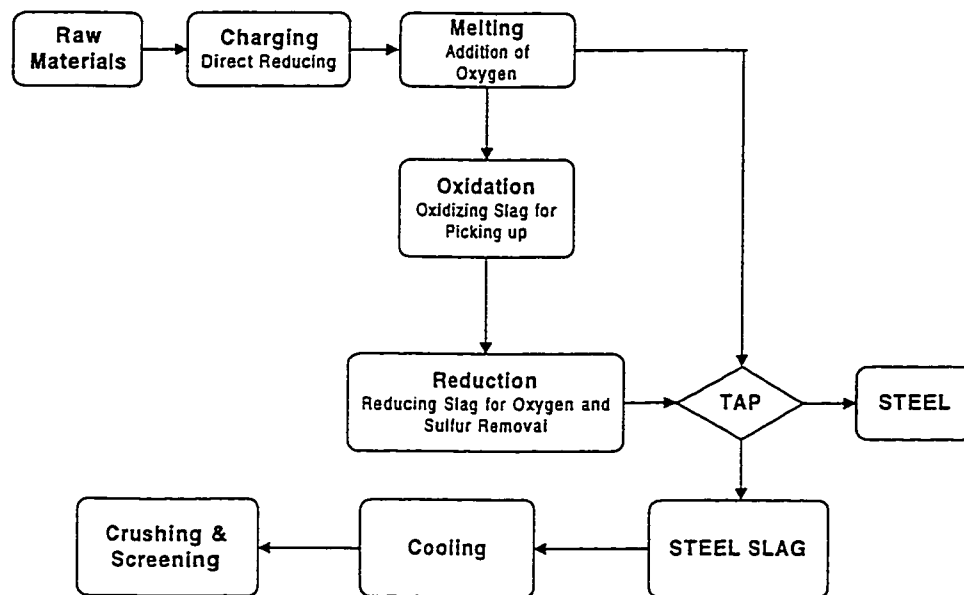 Raw
Materials
Charging
Direct Reducing
Melting
Addition of
Oxygen
Oxidation
Oxidizing Slag for
Picking up
Reduction
Reducing Slag for Oxygen and
Sulfur Removal
TAP
STEEL
Crushing &
Screening
Cooling
STEEL SLAG